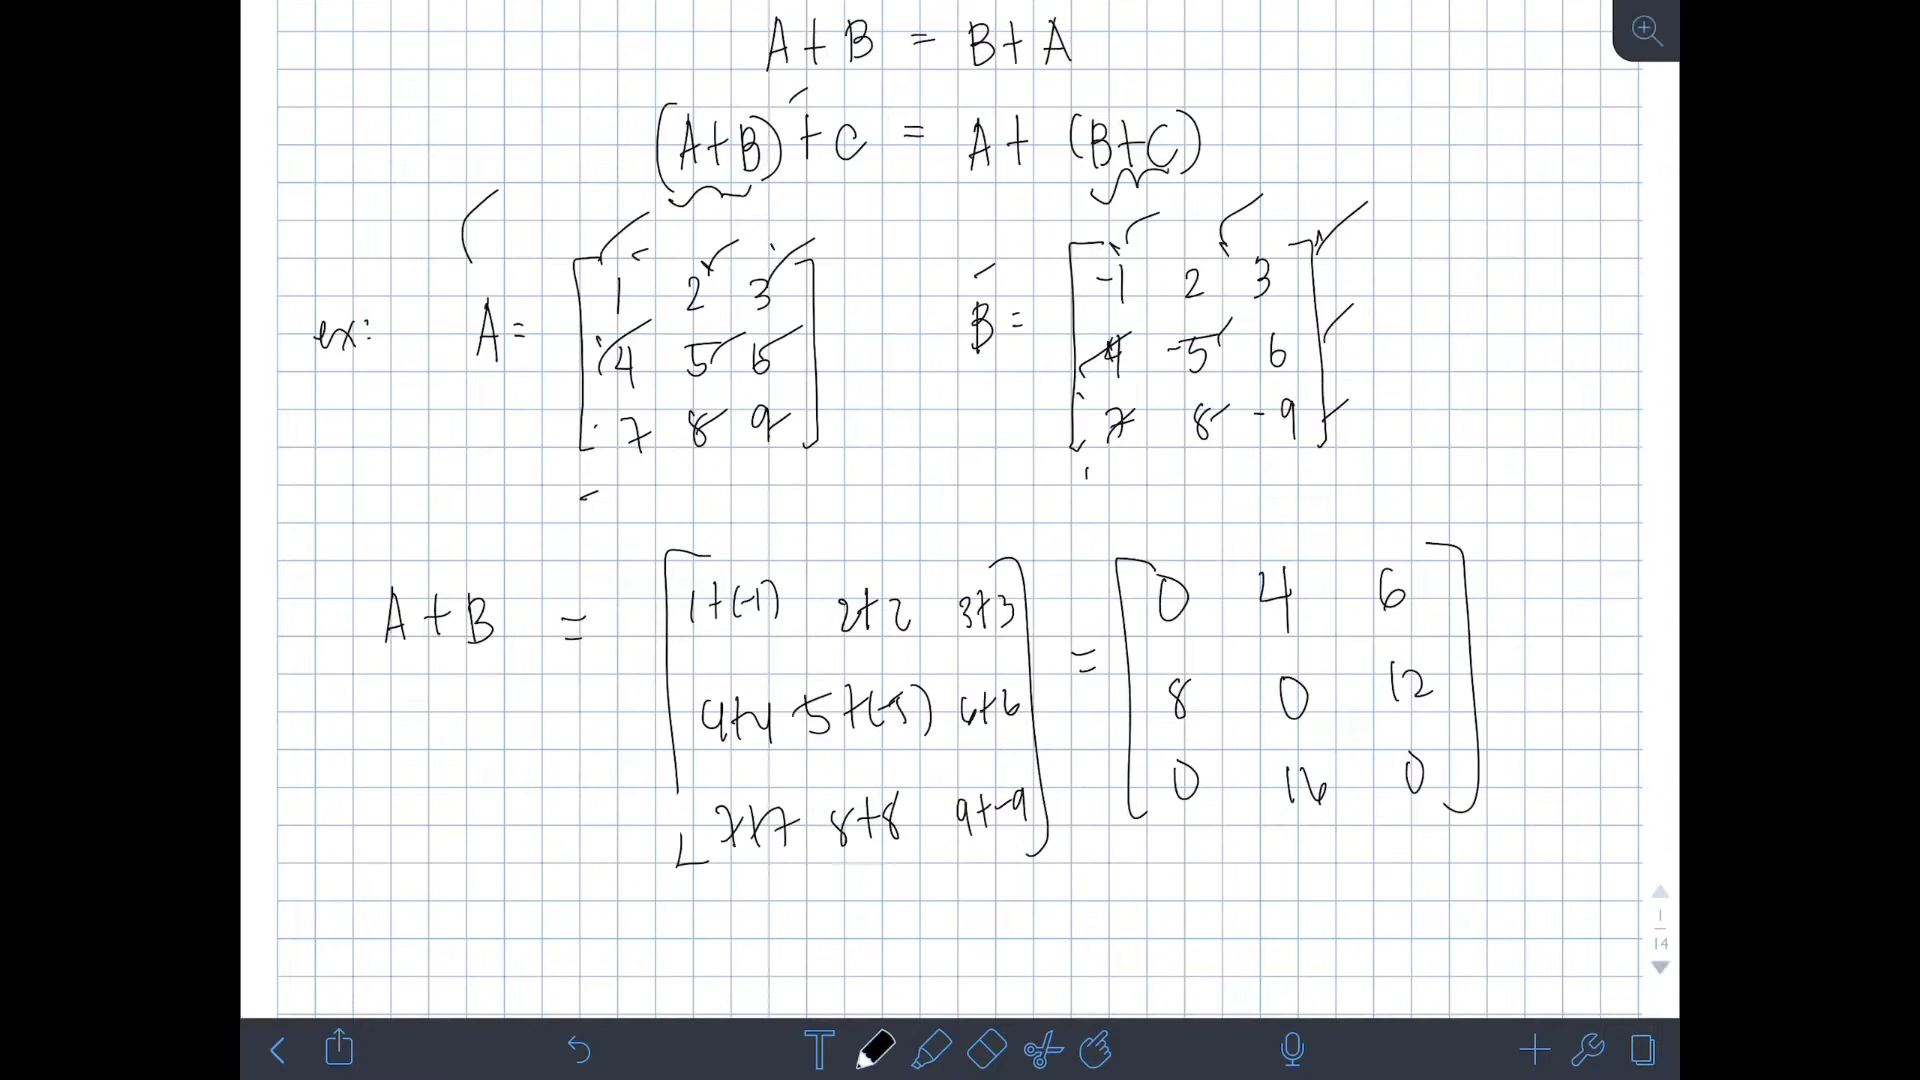 A+B = B+A
(A+B)+C = A+ (B+C)
ex: A= [1 2 3 B= [-1 2 3
4 5 6 4 -5 6
7 8 9] 7 8 -9]
A+B = [1+(-1) 2+2 3+3 = [0 4 6
4+4 5+(-5) 6+6 8 0 12
7+7 8+8 9+-9] 0 16 0]
1
14
T